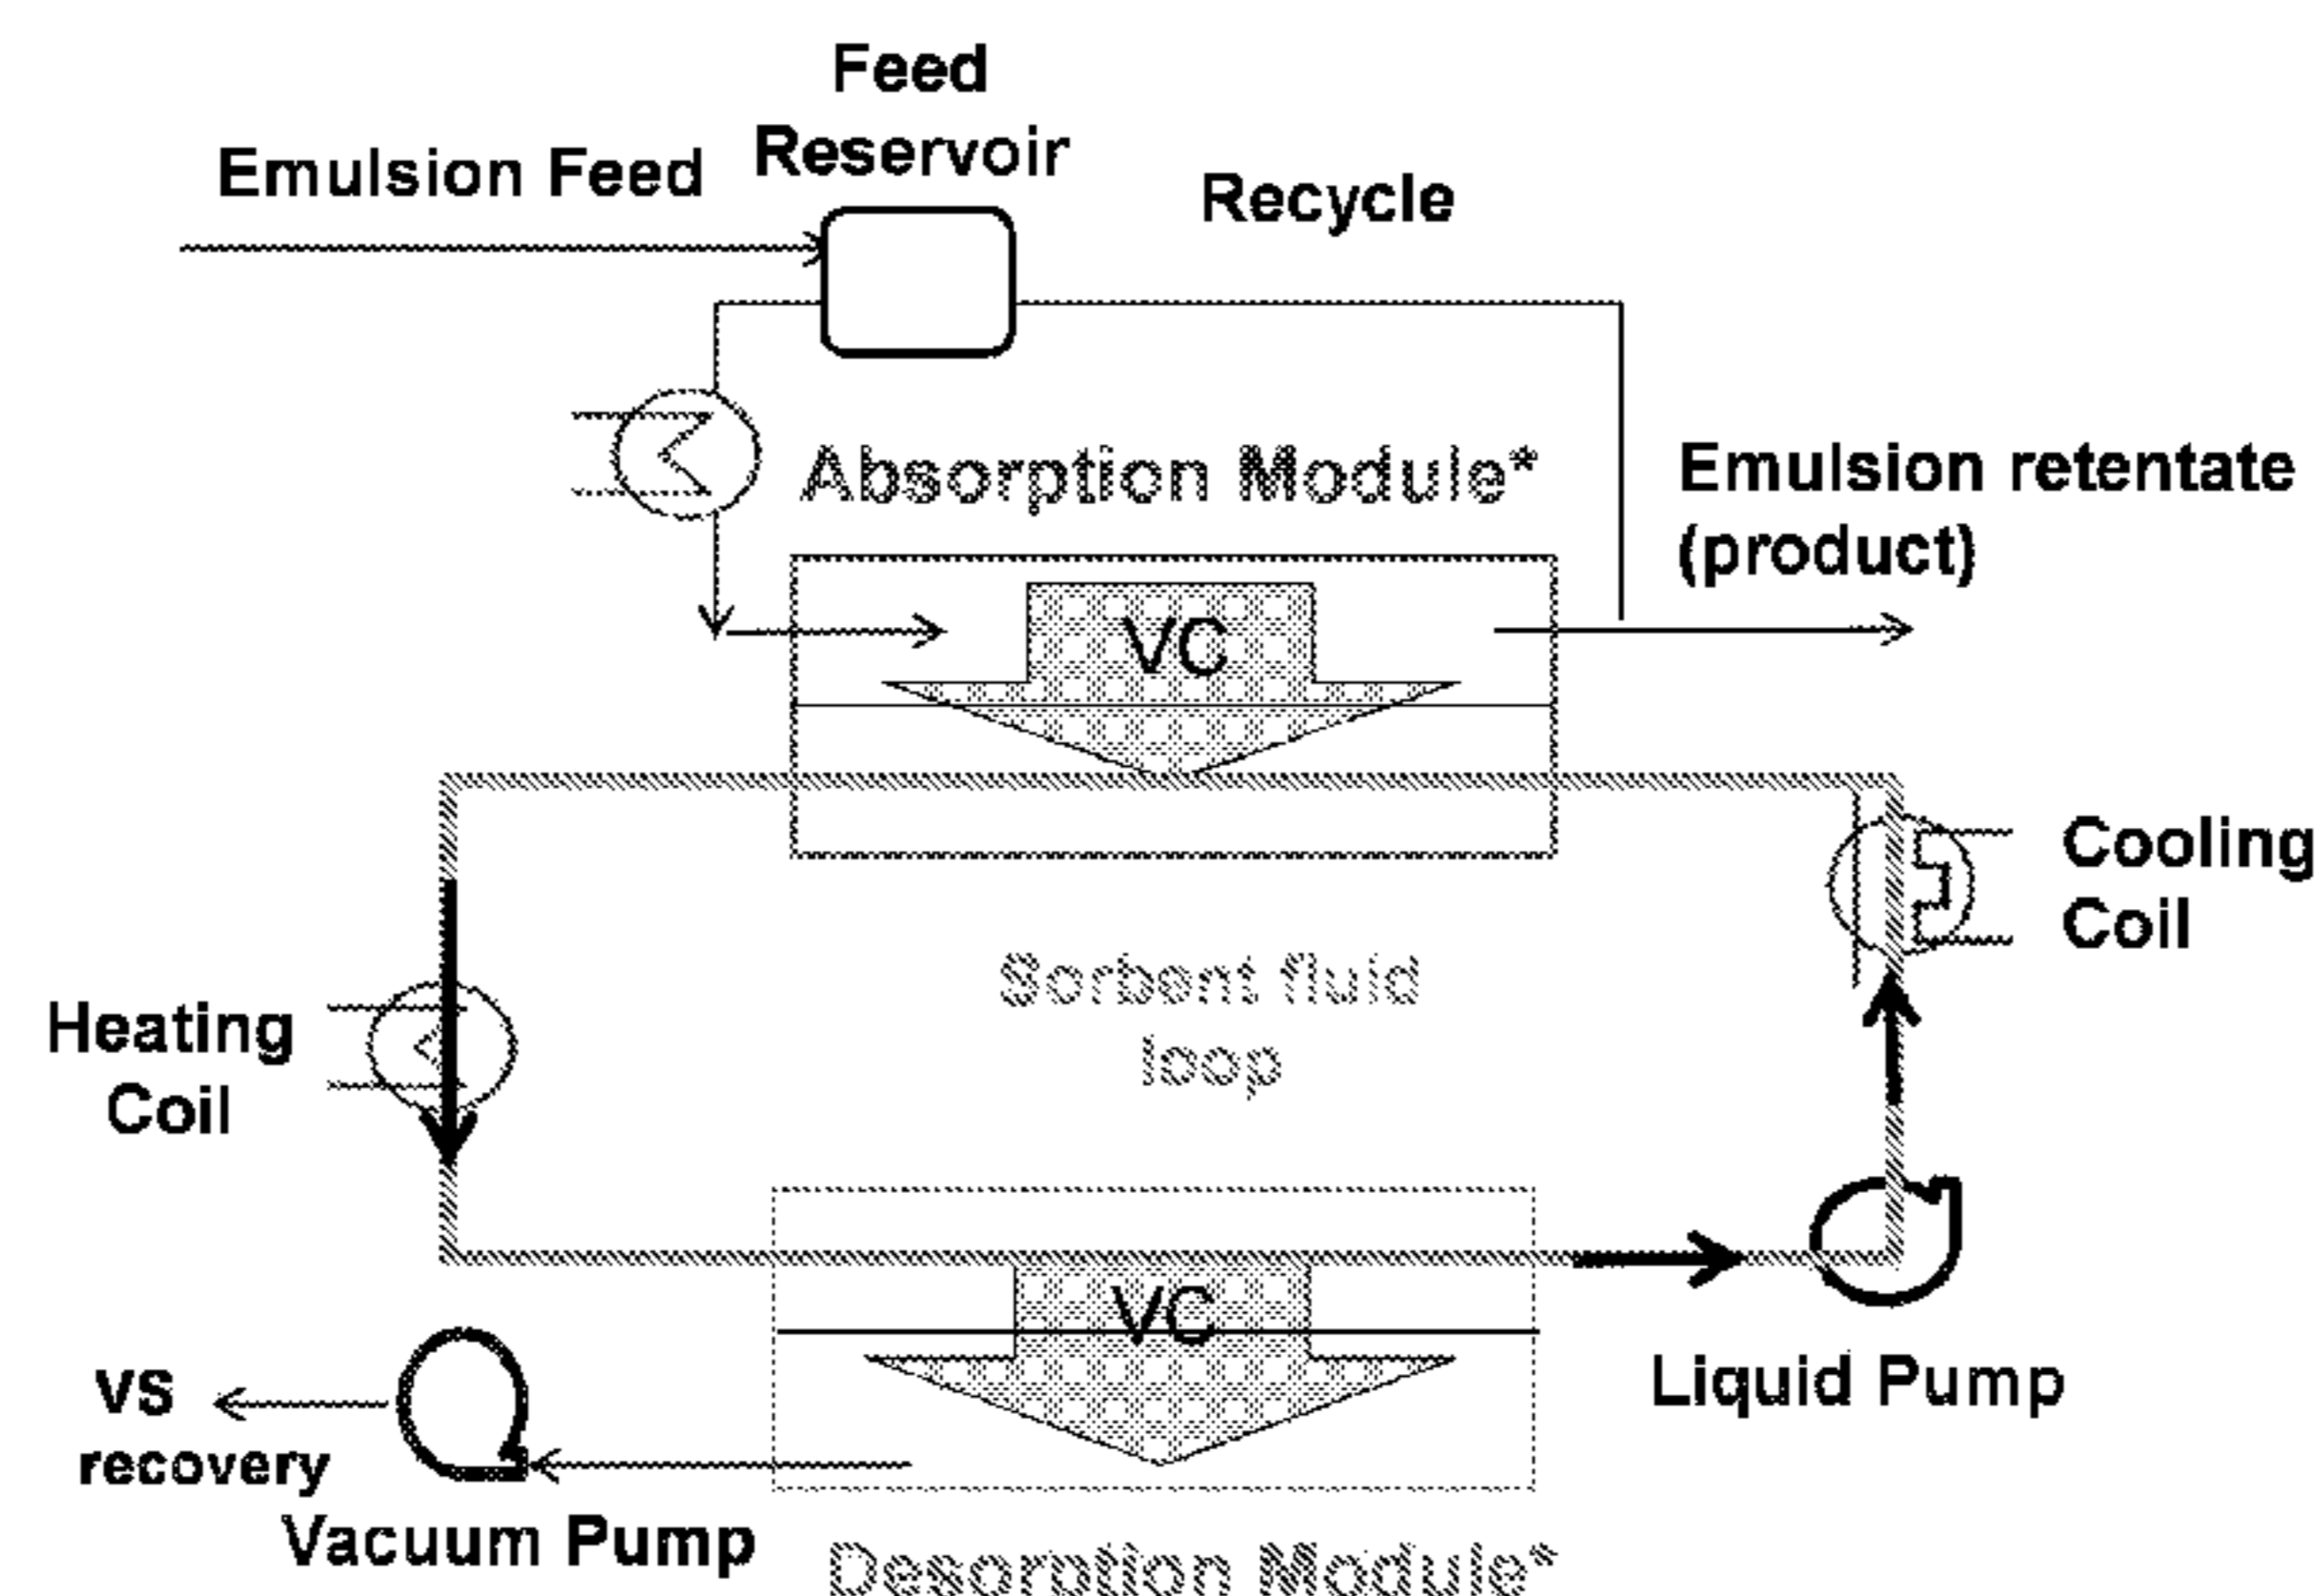 Feed
Reservoir
Emulsion Feed
Recycle
Absorption Module*
Emulsion retentate
(product)
VC
Cooling
Coil
Sorbent fluid
loop
Heating
Coil
VC
Liquid Pump
VS
recovery
Vacuum Pump
Desorption Module*